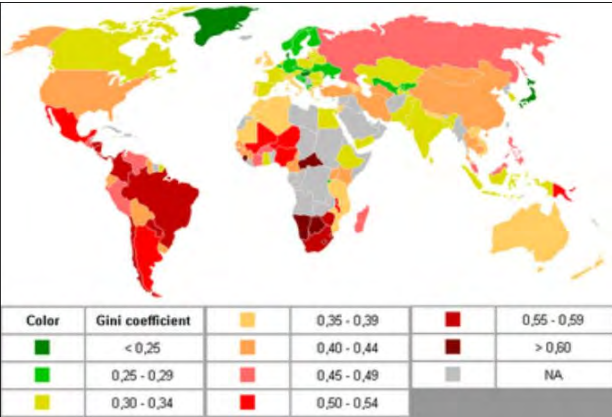 Color Gini coefficient 0,35 - 0,39 0,55 - 0,59
< 0,25 0,40 - 0,44 > 0,60
0,25 - 0,29 0,45 - 0,49 NA
0,30 - 0,34 0,50 - 0,54